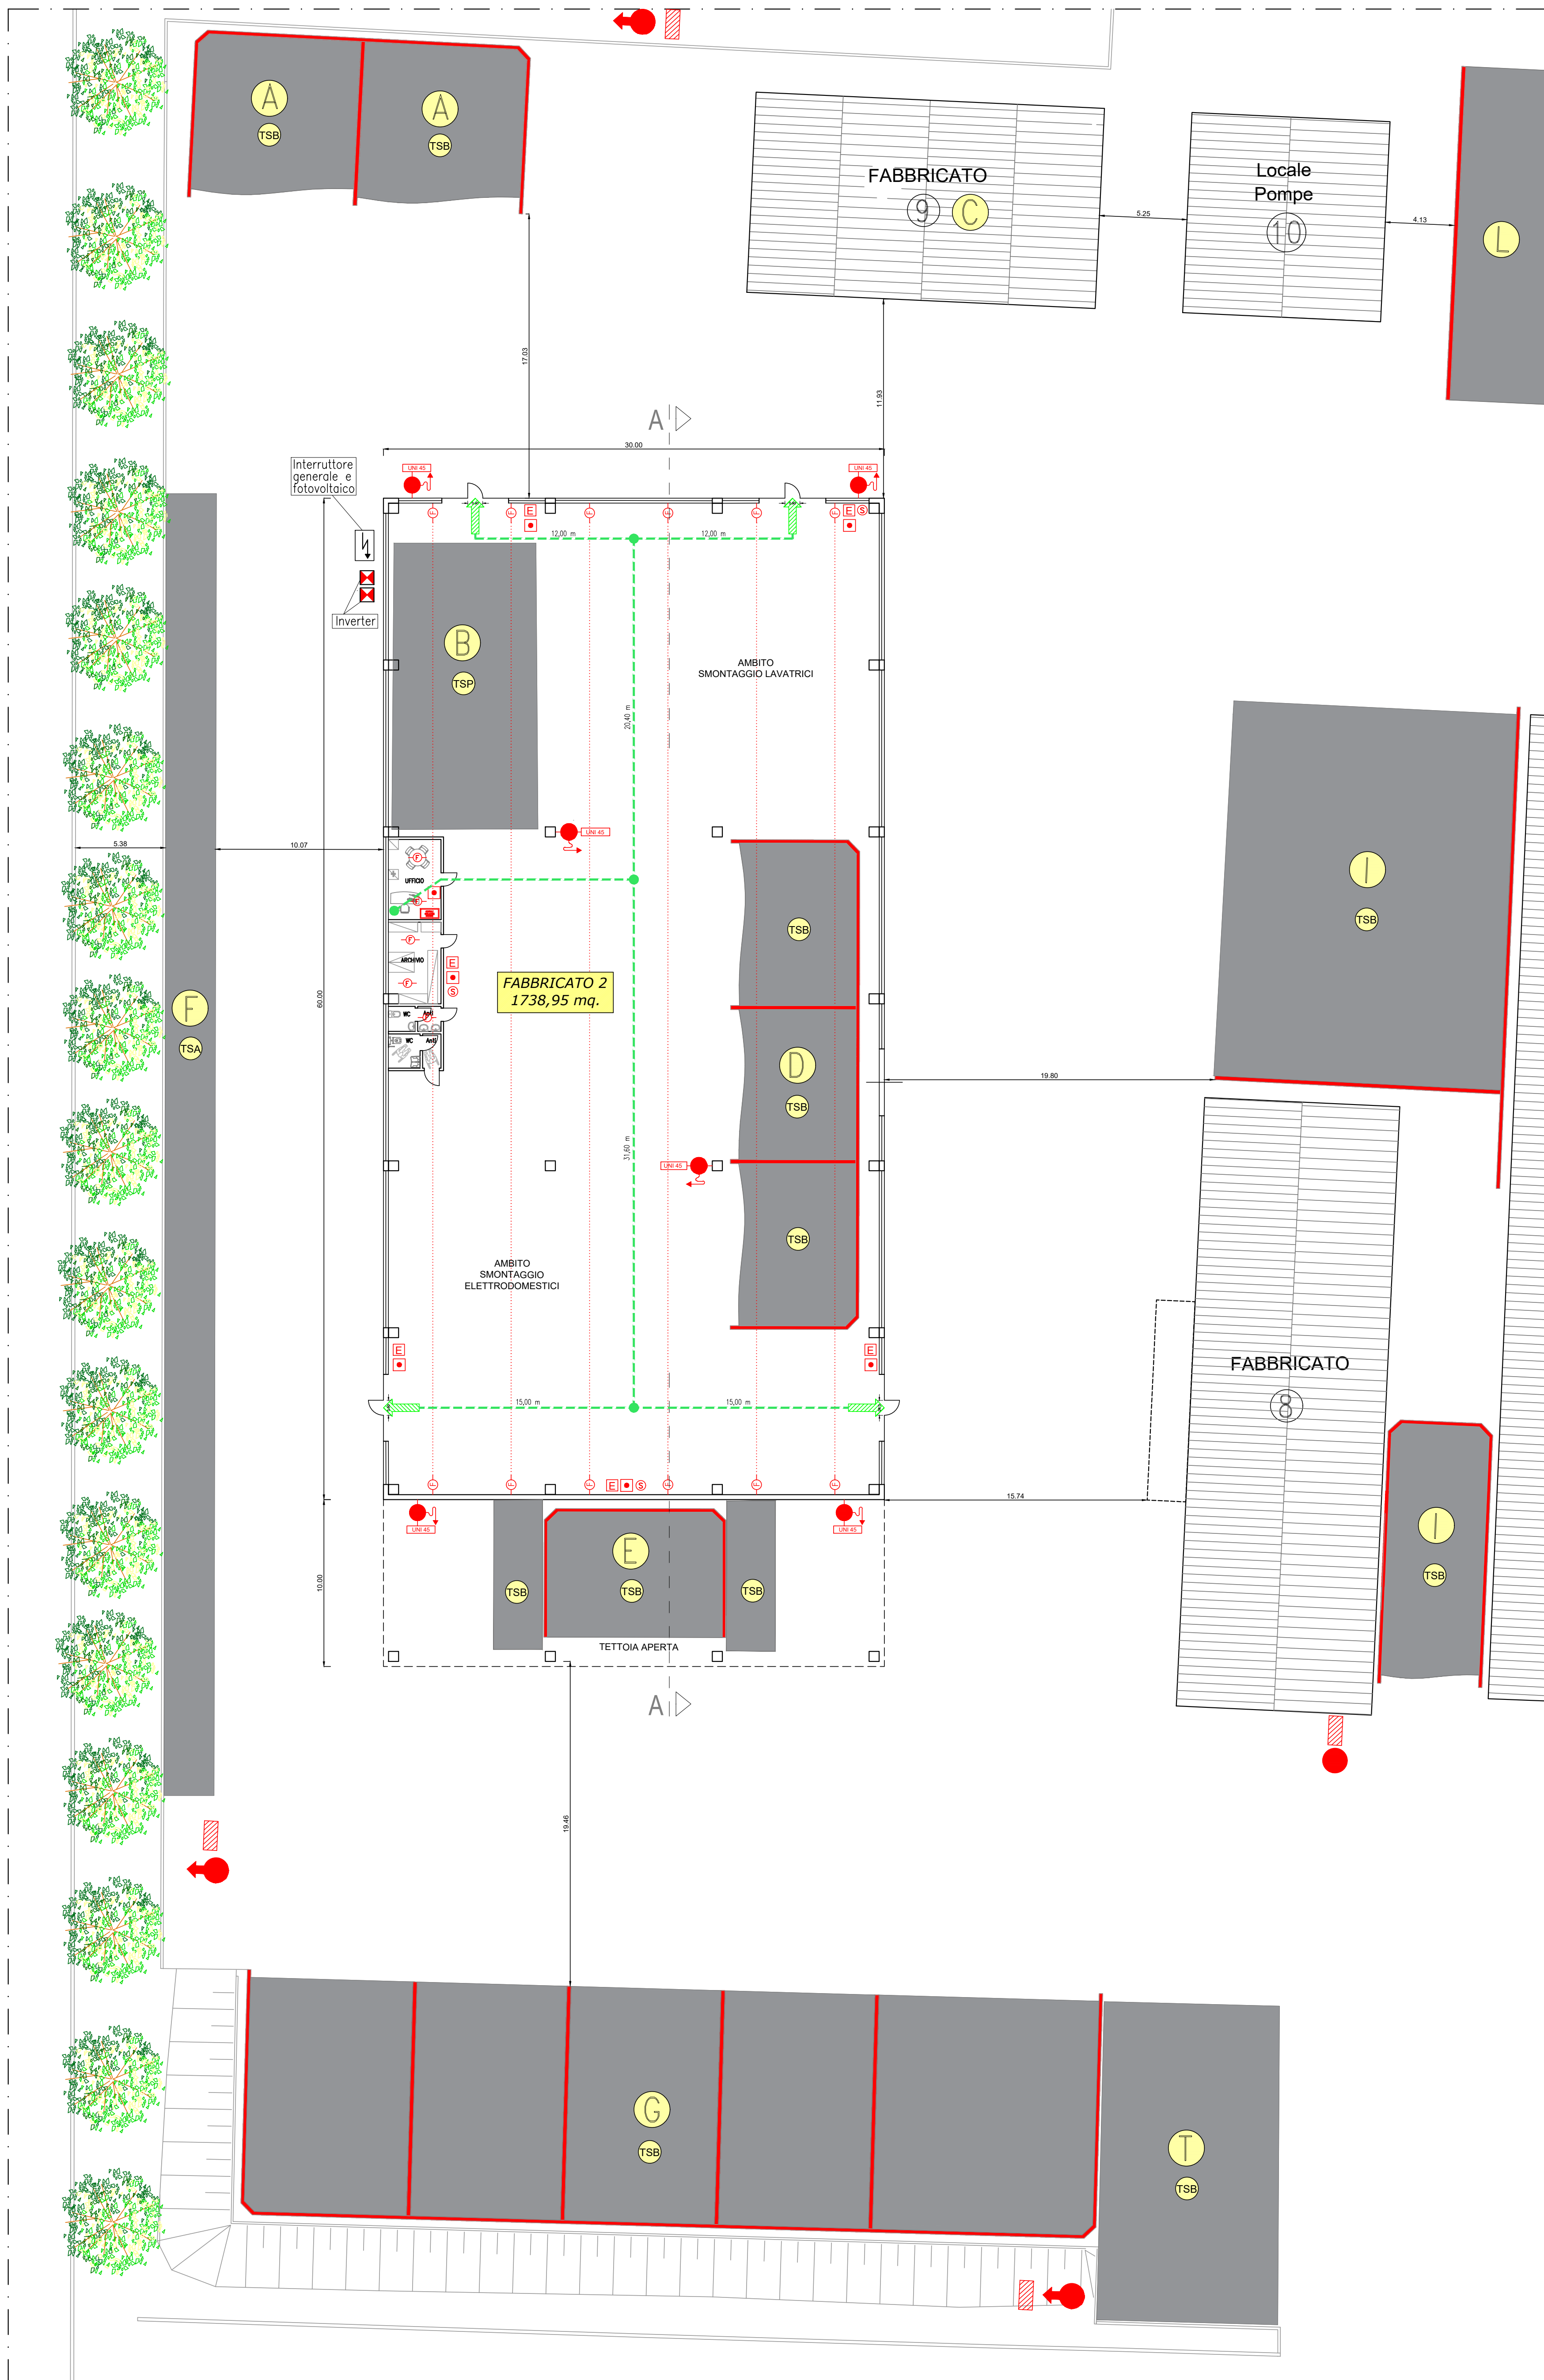 A
TSB
A
TSB
FABBRICATO
9
C
Locale
Pompe
10
5.25
4.13
L
17.03
11.93
A
30.00
Interruttore
generale e
fotovoltaico
UNI 45
UNI 45
F
F
E
F
F
F
F
E
S
12,00 m
12,00 m
Inverter
B
TSP
AMBITO
SMONTAGGIO LAVATRICI
20,40 m
UNI 45
5.38
10.07
F
UFFICIO
F
I
TSB
TSB
F
ARCHIVIO
F
E
S
FABBRICATO 2
1738,95 mq.
60.00
F
TSA
WC
Anti
F
WC
Anti
D
TSB
19.80
31,60 m
UNI 45
TSB
AMBITO
SMONTAGGIO
ELETTRODOMESTICI
E
E
FABBRICATO
8
15,00 m
15,00 m
F
F
F
E
S
F
F
F
15.74
UNI 45
UNI 45
I
TSB
E
TSB
TSB
TSB
10.00
TETTOIA APERTA
A
19.46
G
TSB
T
TSB